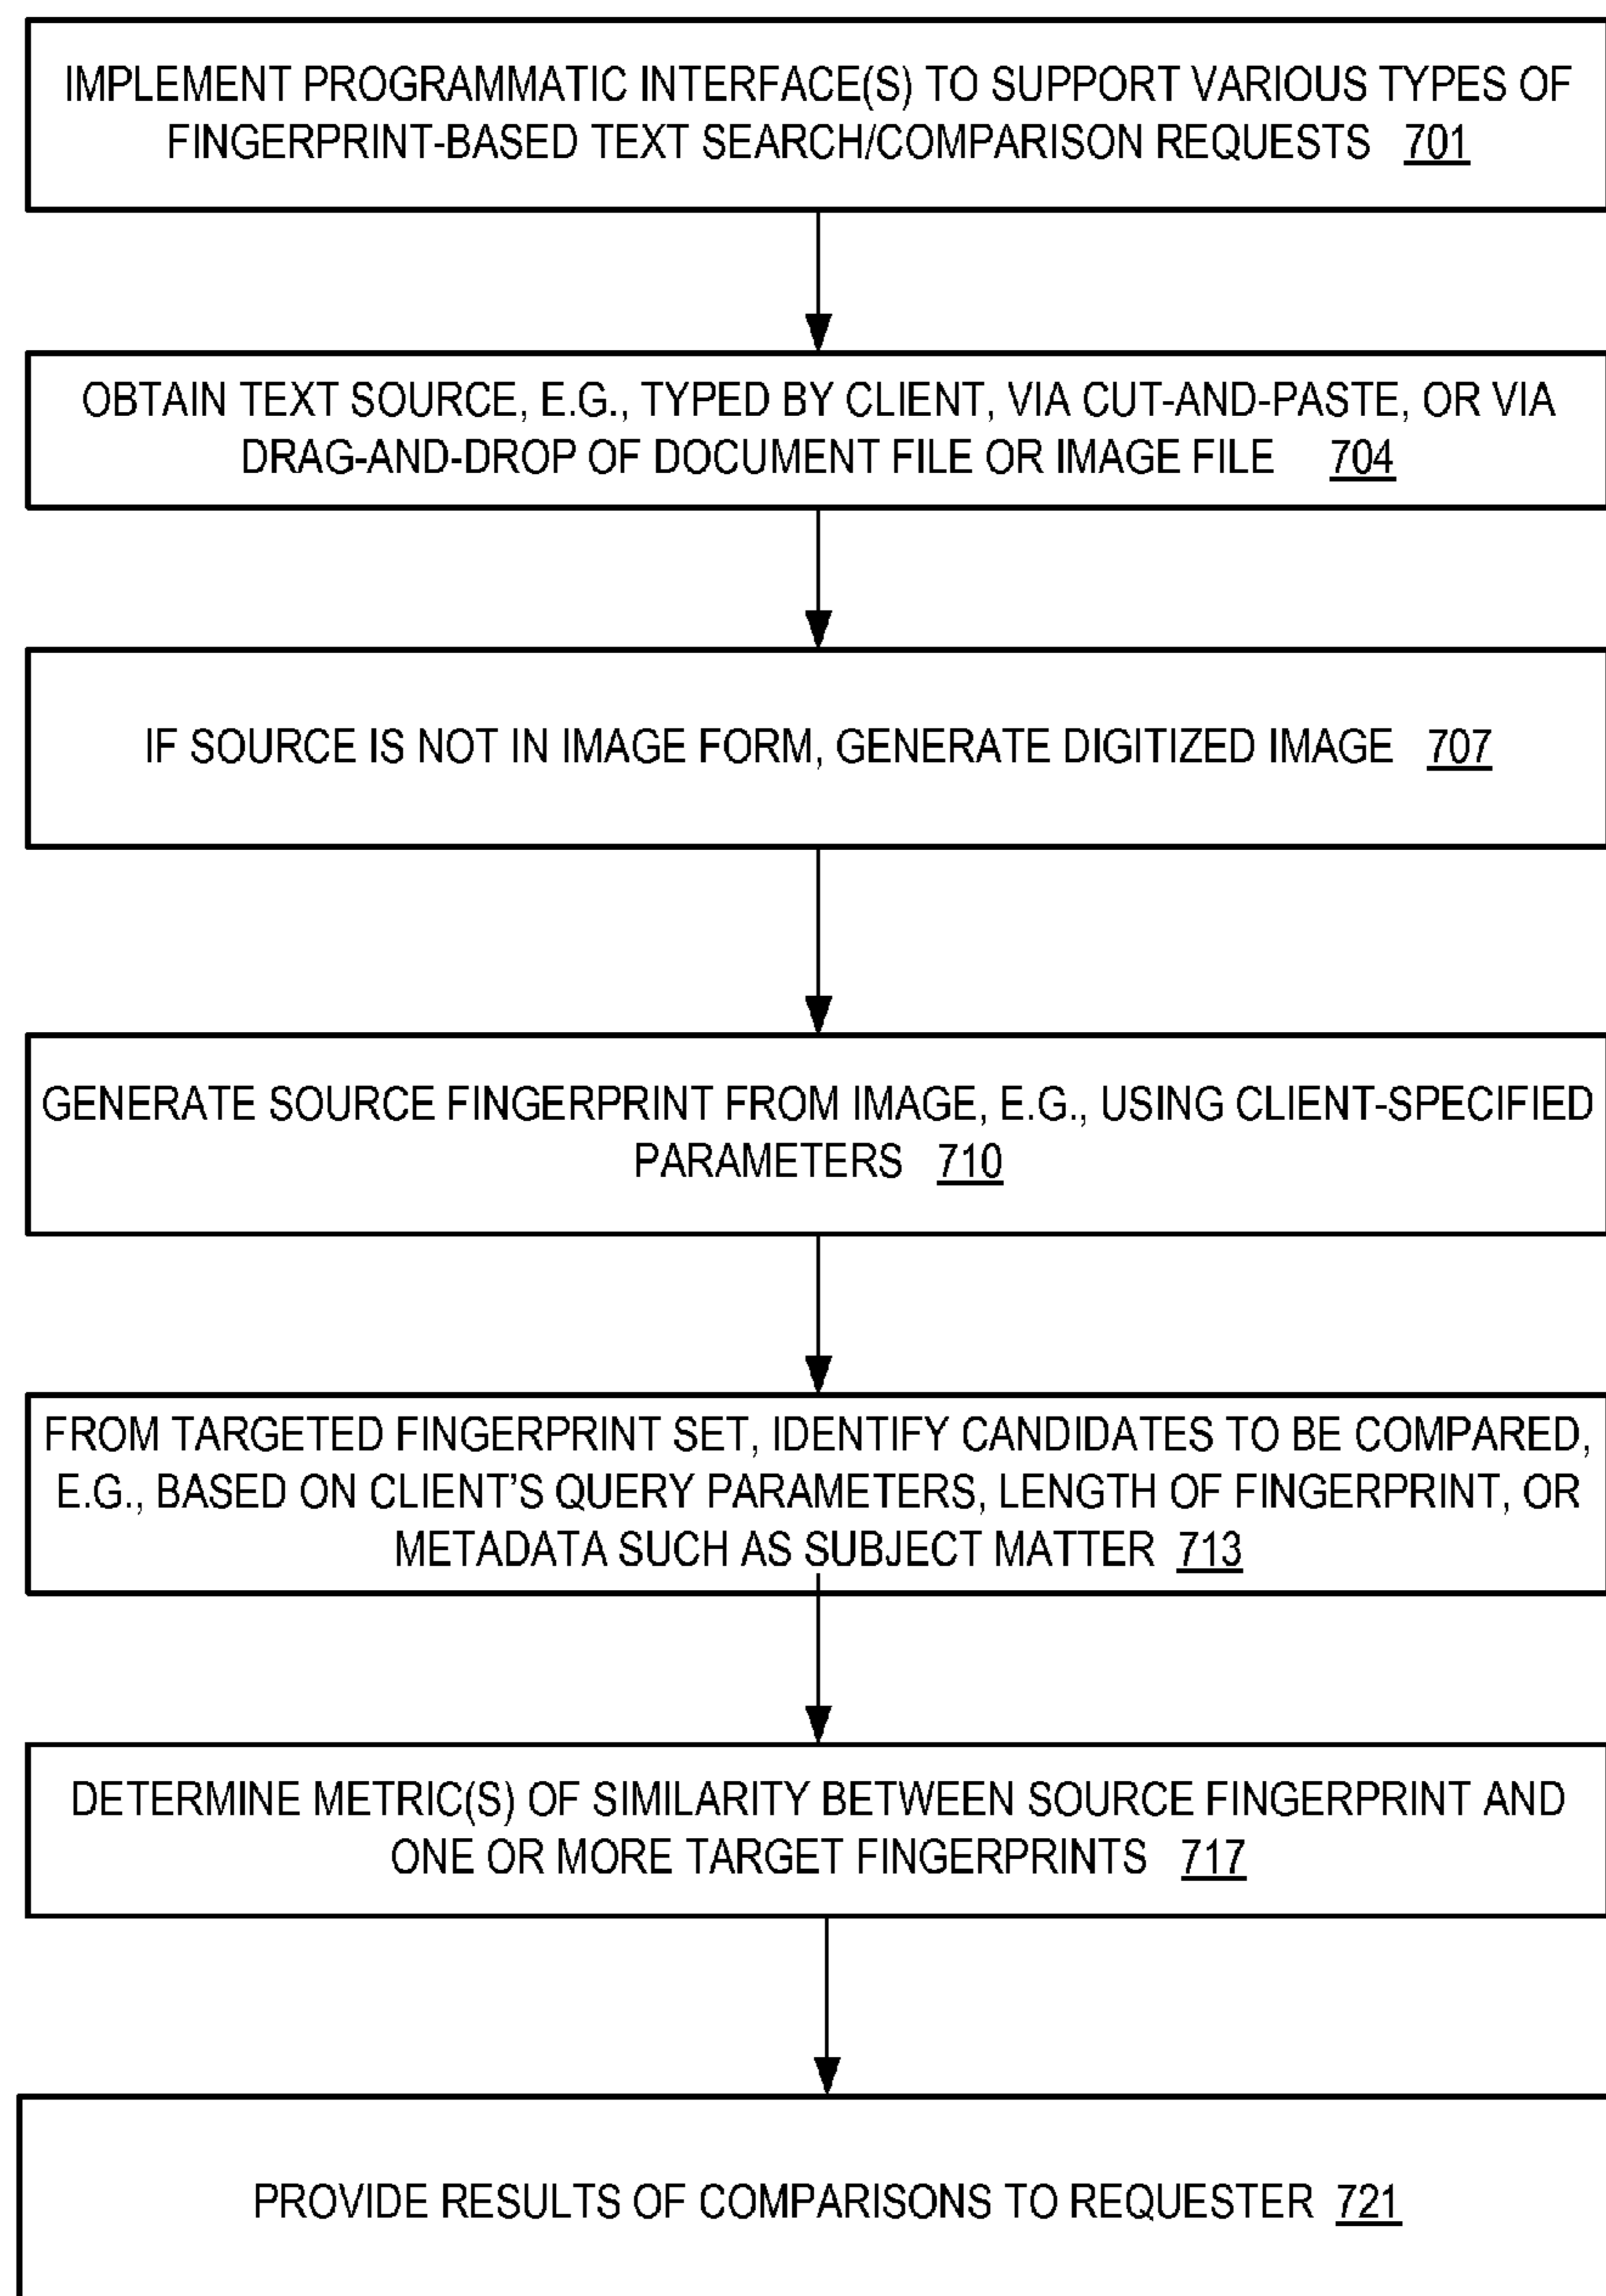 IMPLEMENT PROGRAMMATIC INTERFACE(S) TO SUPPORT VARIOUS TYPES OF
FINGERPRINT-BASED TEXT SEARCH/COMPARISON REQUESTS 701
OBTAIN TEXT SOURCE, E.G., TYPED BY CLIENT, VIA CUT-AND-PASTE, OR VIA
DRAG-AND-DROP OF DOCUMENT FILE OR IMAGE FILE 704
IF SOURCE IS NOT IN IMAGE FORM, GENERATE DIGITIZED IMAGE 707
GENERATE SOURCE FINGERPRINT FROM IMAGE, E.G., USING CLIENT-SPECIFIED
PARAMETERS 710
FROM TARGETED FINGERPRINT SET, IDENTIFY CANDIDATES TO BE COMPARED,
E.G., BASED ON CLIENT'S QUERY PARAMETERS, LENGTH OF FINGERPRINT, OR
METADATA SUCH AS SUBJECT MATTER 713
DETERMINE METRIC(S) OF SIMILARITY BETWEEN SOURCE FINGERPRINT AND
ONE OR MORE TARGET FINGERPRINTS 717
PROVIDE RESULTS OF COMPARISONS TO REQUESTER 721